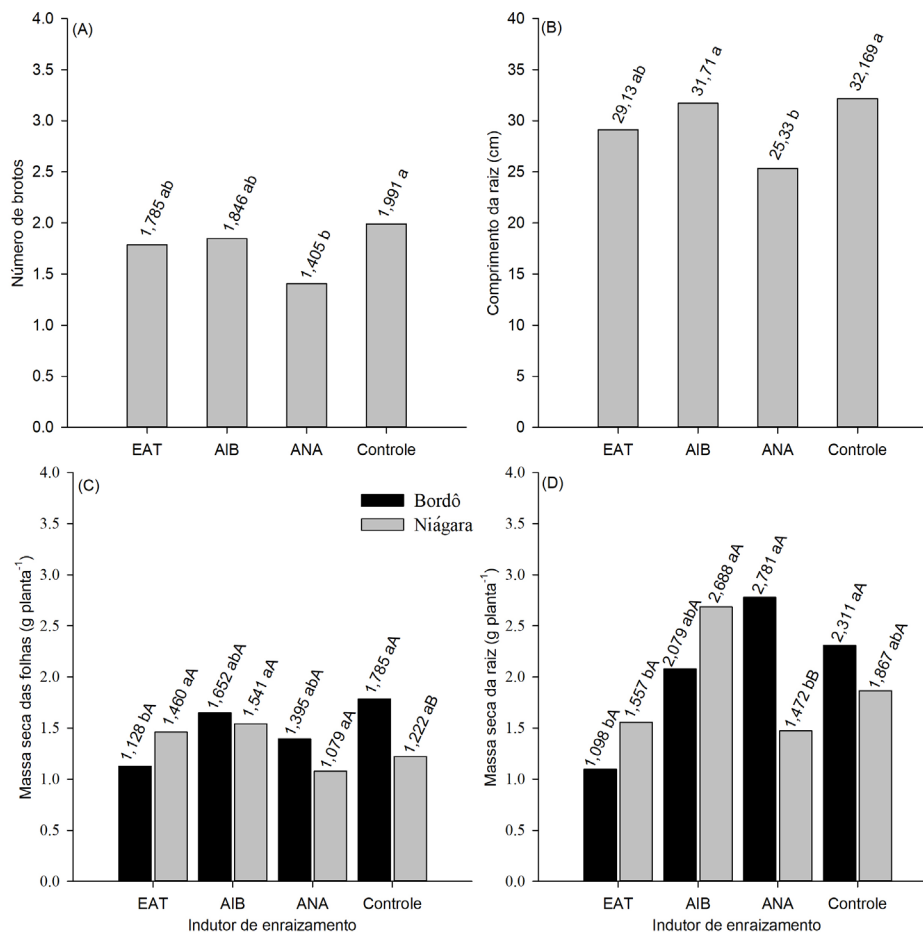 (A)
Número de brotos
4.0
3.5
3.0
2.5
2.0
1.5
1.0
0.5
0.0
1,785 ab
1,846 ab
1,405 b
1,991 a
EAT AIB ANA Controle
(B)
Comprimento da raiz (cm)
40
35
30
25
20
15
10
5
0
29,13 ab
31,71 a
25,33 b
32,169 a
EAT AIB ANA Controle
(C)
Massa seca das folhas (g planta⁻¹)
4.0
3.5
3.0
2.5
2.0
1.5
1.0
0.5
0.0
Bordô
Niágara
1,128 bA
1,460 aA
1,652 abA
1,541 aA
1,395 abA
1,079 aA
1,785 aA
1,222 aB
EAT AIB ANA Controle
Indutor de enraizamento
(D)
Massa seca da raiz (g planta⁻¹)
4.0
3.5
3.0
2.5
2.0
1.5
1.0
0.5
0.0
1,098 bA
1,557 bA
2,079 abA
2,688 aA
2,781 aA
1,472 bB
2,311 aA
1,867 abA
EAT AIB ANA Controle
Indutor de enraizamento